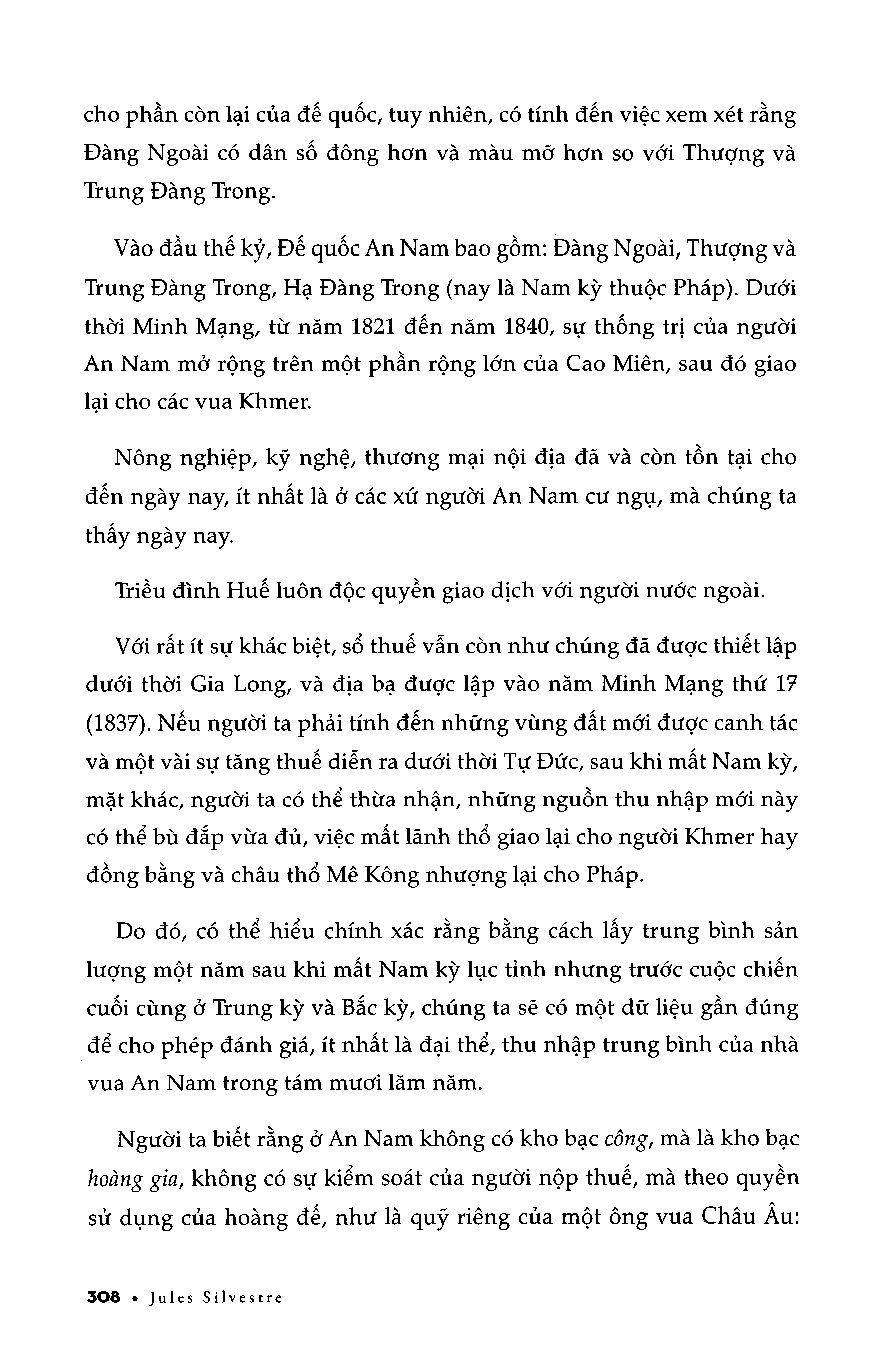 cho phần còn lại của đế quốc, tuy nhiên, có tính đến việc xem xét rằng
Đàng Ngoài có dân số đông hơn và màu mỡ hơn so với Thượng và
Trung Đàng Trong.
Vào đầu thế kỷ, Đế quốc An Nam bao gồm: Đàng Ngoài, Thượng và
Trung Đàng Trong, Hạ Đàng Trong (nay là Nam kỳ thuộc Pháp). Dưới
thời Minh Mạng, từ năm 1821 đến năm 1840, sự thống trị của người
An Nam mở rộng trên một phần rộng lớn của Cao Miên, sau đó giao
lại cho các vua Khmer.
Nông nghiệp, kỹ nghệ, thương mại nội địa đã và còn tồn tại cho
đến ngày nay, ít nhất là ở các xứ người An Nam cư ngụ, mà chúng ta
thấy ngày nay.
Triều đình Huế luôn độc quyền giao dịch với người nước ngoài.
Với rất ít sự khác biệt, sổ thuế vẫn còn như chúng đã được thiết lập
dưới thời Gia Long, và địa bạ được lập vào năm Minh Mạng thứ 17
(1837). Nếu người ta phải tính đến những vùng đất mới được canh tác
và một vài sự tăng thuế diễn ra dưới thời Tự Đức, sau khi mất Nam kỳ,
mặt khác, người ta có thể thừa nhận, những nguồn thu nhập mới này
có thể bù đắp vừa đủ, việc mất lãnh thổ giao lại cho người Khmer hay
đồng bằng và châu thổ Mê Kông nhượng lại cho Pháp.
Do đó, có thể hiểu chính xác rằng bằng cách lấy trung bình sản
lượng một năm sau khi mất Nam kỳ lục tỉnh nhưng trước cuộc chiến
cuối cùng ở Trung kỳ và Bắc kỳ, chúng ta sẽ có một dữ liệu gần đúng
để cho phép đánh giá, ít nhất là đại thể, thu nhập trung bình của nhà
vua An Nam trong tám mươi lăm năm.
Người ta biết rằng ở An Nam không có kho bạc công, mà là kho bạc
hoàng gia, không có sự kiểm soát của người nộp thuế, mà theo quyền
sử dụng của hoàng đế, như là quỹ riêng của một ông vua Châu Âu:
308 • Jules Silvestre